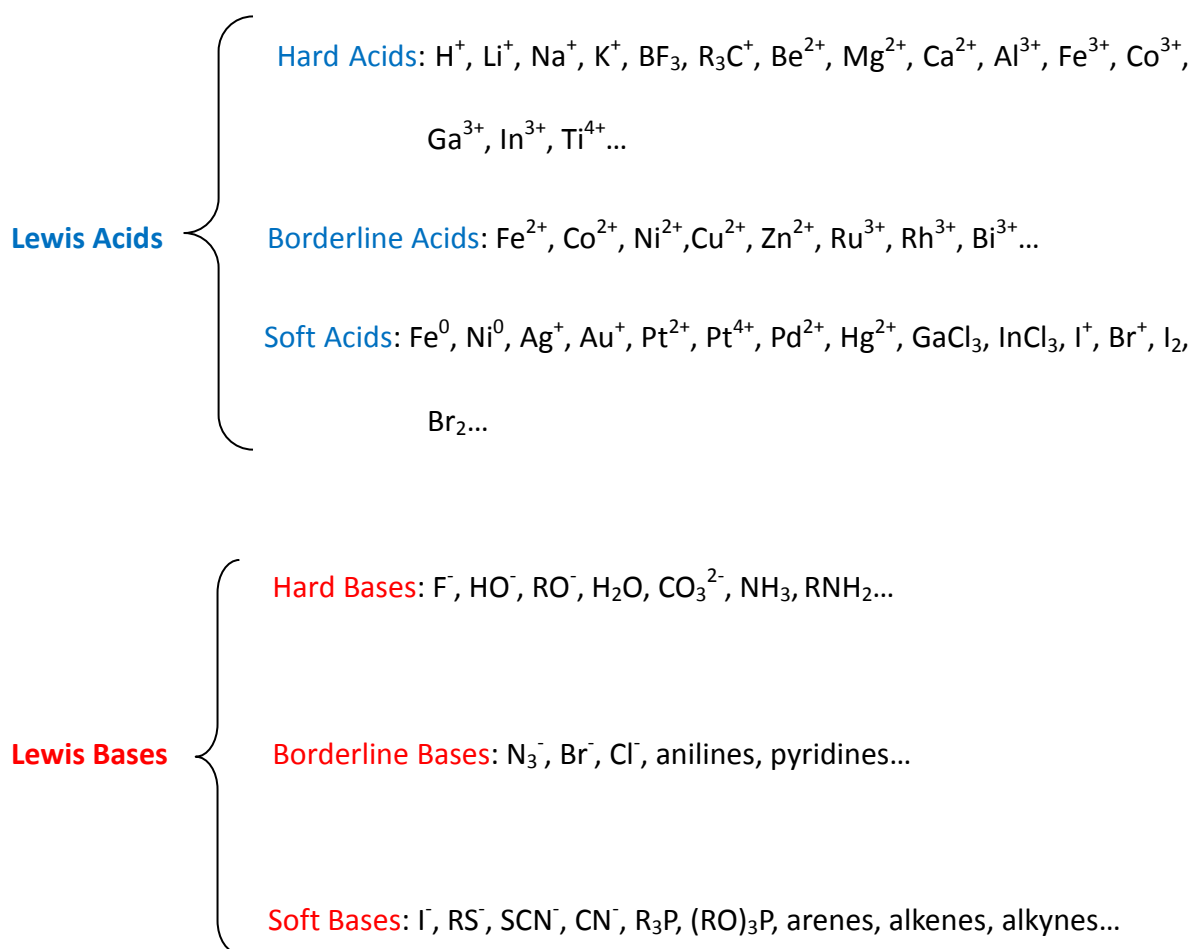 Hard Acids: H⁺, Li⁺, Na⁺, K⁺, BF₃, R₃C⁺, Be²⁺, Mg²⁺, Ca²⁺, Al³⁺, Fe³⁺, Co³⁺,
Ga³⁺, In³⁺, Ti⁴⁺…
Lewis Acids
Borderline Acids: Fe²⁺, Co²⁺, Ni²⁺,Cu²⁺, Zn²⁺, Ru³⁺, Rh³⁺, Bi³⁺…
Soft Acids: Fe⁰, Ni⁰, Ag⁺, Au⁺, Pt²⁺, Pt⁴⁺, Pd²⁺, Hg²⁺, GaCl₃, InCl₃, I⁺, Br⁺, I₂,
Br₂…
Hard Bases: F⁻, HO⁻, RO⁻, H₂O, CO₃²⁻, NH₃, RNH₂…
Lewis Bases
Borderline Bases: N₃⁻, Br⁻, Cl⁻, anilines, pyridines…
Soft Bases: I⁻, RS⁻, SCN⁻, CN⁻, R₃P, (RO)₃P, arenes, alkenes, alkynes…